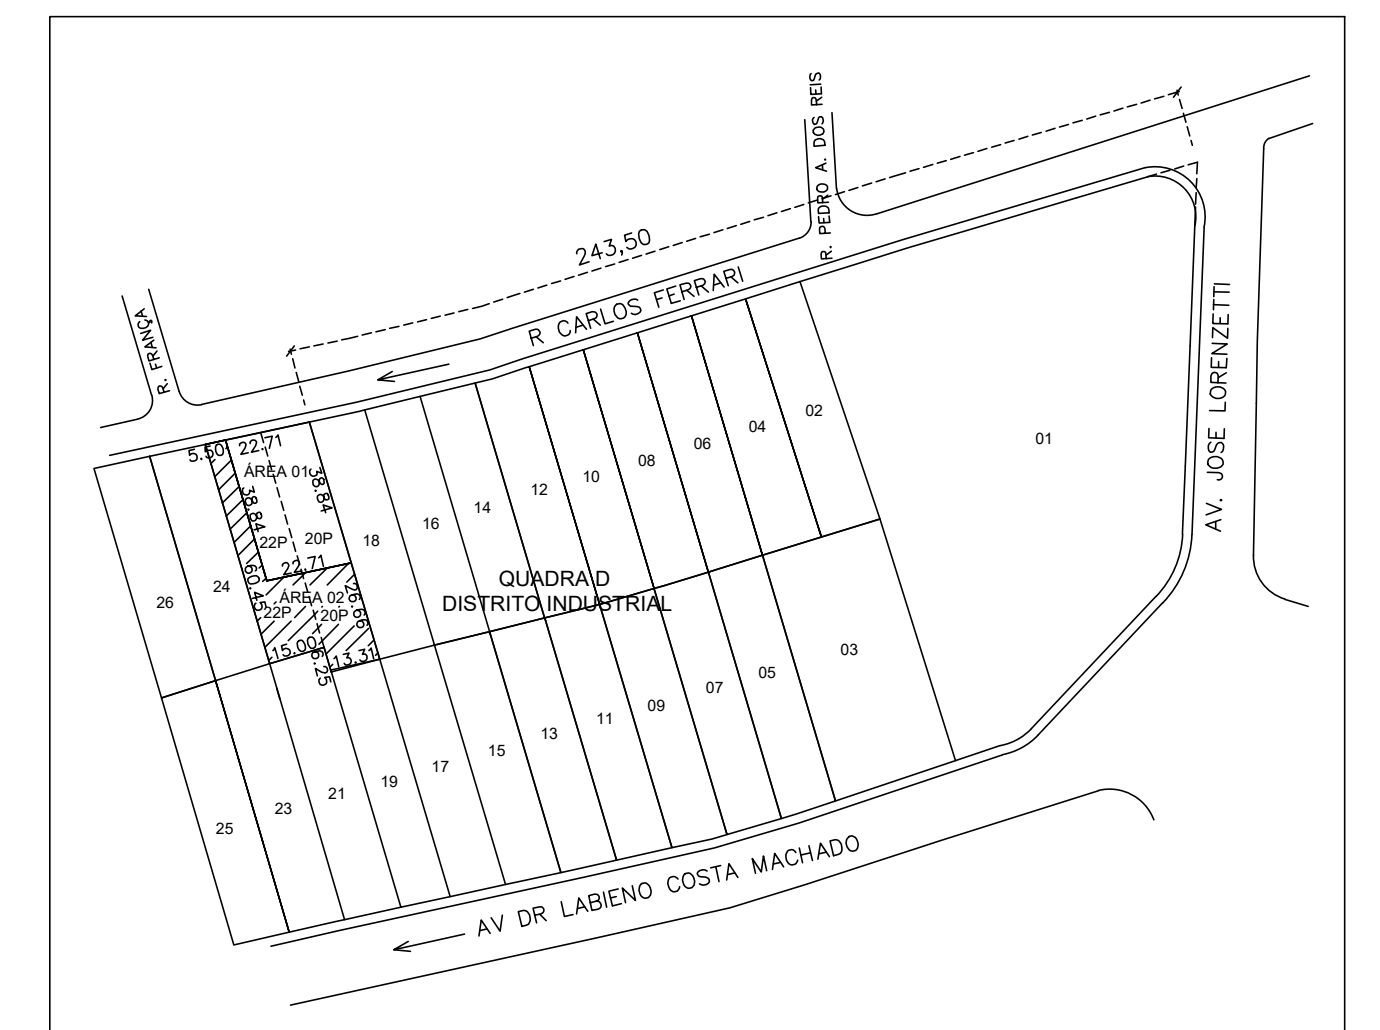 R. PEDRO A. DOS REIS
243,50
R CARLOS FERRARI
R. FRANÇA
AV. JOSE LORENZETTI
5.50
22.71
ÁREA 01
38.84
38.84
22P
20P
22.71
60.45
ÁREA 02
22P
20P
26.66
15.00
6.25
13.31
26
24
18
16
14
12
10
08
06
04
02
01
QUADRA D
DISTRITO INDUSTRIAL
25
23
21
19
17
15
13
11
09
07
05
03
AV DR LABIENO COSTA MACHADO